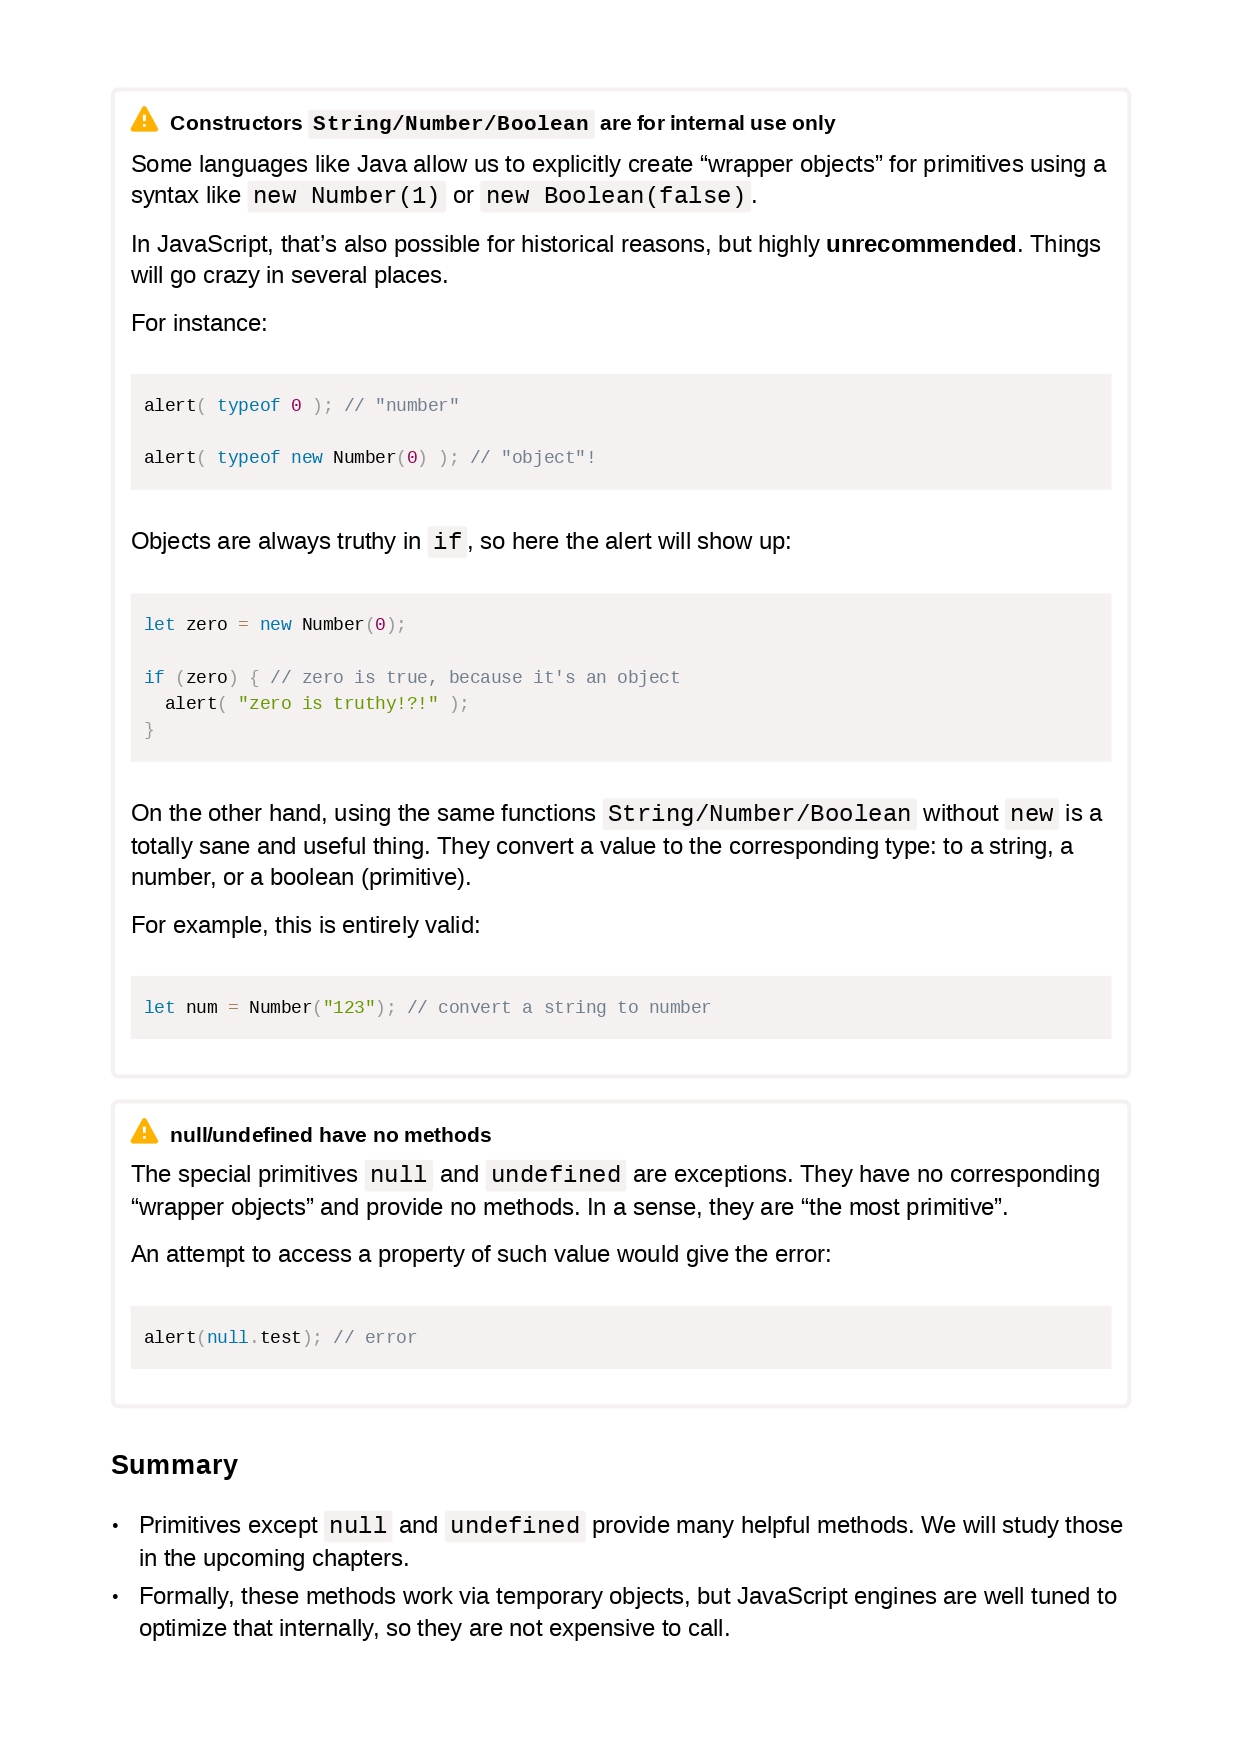 Constructors String/Number/Boolean are for internal use only
Some languages like Java allow us to explicitly create “wrapper objects” for primitives using a
syntax like new Number(1) or new Boolean(false).
In JavaScript, that’s also possible for historical reasons, but highly unrecommended. Things
will go crazy in several places.
For instance:
alert( typeof 0 ); // "number"
alert( typeof new Number(0) ); // "object"!
Objects are always truthy in if, so here the alert will show up:
let zero = new Number(0);
if (zero) { // zero is true, because it's an object
  alert( "zero is truthy!?!" );
}
On the other hand, using the same functions String/Number/Boolean without new is a
totally sane and useful thing. They convert a value to the corresponding type: to a string, a
number, or a boolean (primitive).
For example, this is entirely valid:
let num = Number("123"); // convert a string to number
null/undefined have no methods
The special primitives null and undefined are exceptions. They have no corresponding
“wrapper objects” and provide no methods. In a sense, they are “the most primitive”.
An attempt to access a property of such value would give the error:
alert(null.test); // error
Summary
• Primitives except null and undefined provide many helpful methods. We will study those
in the upcoming chapters.
• Formally, these methods work via temporary objects, but JavaScript engines are well tuned to
optimize that internally, so they are not expensive to call.